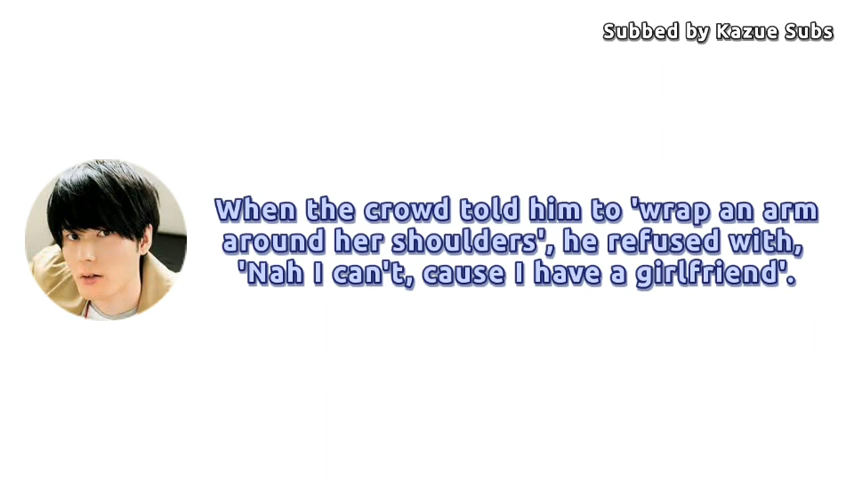 Subbed by Kazue Subs
When the crowd told him to 'wrap an arm
around her shoulders', he refused with,
'Nah I can't, cause I have a girlfriend'.